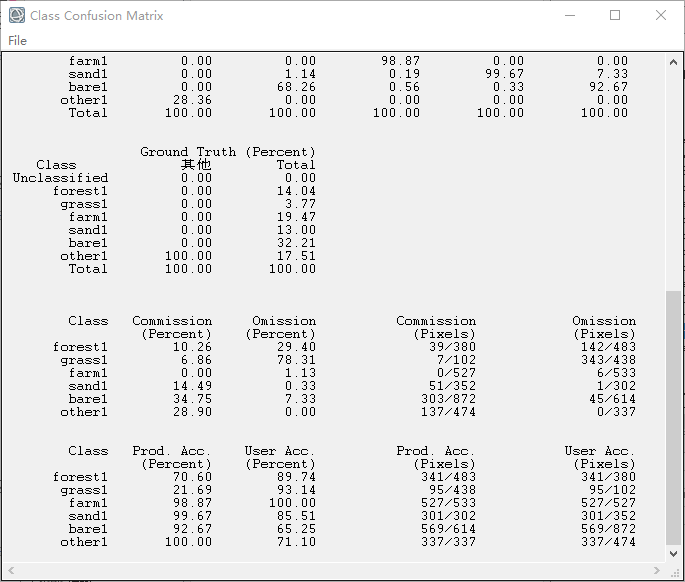 Class Confusion Matrix
File
farm1 0.00 0.00 98.87 0.00 0.00
sand1 0.00 1.14 0.19 99.67 7.33
bare1 0.00 68.26 0.56 0.33 92.67
other1 28.36 0.00 0.00 0.00 0.00
Total 100.00 100.00 100.00 100.00 100.00
Ground Truth (Percent)
Class 其他 Total
Unclassified 0.00 0.00
forest1 0.00 14.04
grass1 0.00 3.77
farm1 0.00 19.47
sand1 0.00 13.00
bare1 0.00 32.21
other1 100.00 17.51
Total 100.00 100.00
Class Commission Omission Commission Omission
(Percent) (Percent) (Pixels) (Pixels)
forest1 10.26 29.40 39/380 142/483
grass1 6.86 78.31 7/102 343/438
farm1 0.00 1.13 0/527 6/533
sand1 14.49 0.33 51/352 1/302
bare1 34.75 7.33 303/872 45/614
other1 28.90 0.00 137/474 0/337
Class Prod. Acc. User Acc. Prod. Acc. User Acc.
(Percent) (Percent) (Pixels) (Pixels)
forest1 70.60 89.74 341/483 341/380
grass1 21.69 93.14 95/438 95/102
farm1 98.87 100.00 527/533 527/527
sand1 99.67 85.51 301/302 301/352
bare1 92.67 65.25 569/614 569/872
other1 100.00 71.10 337/337 337/474